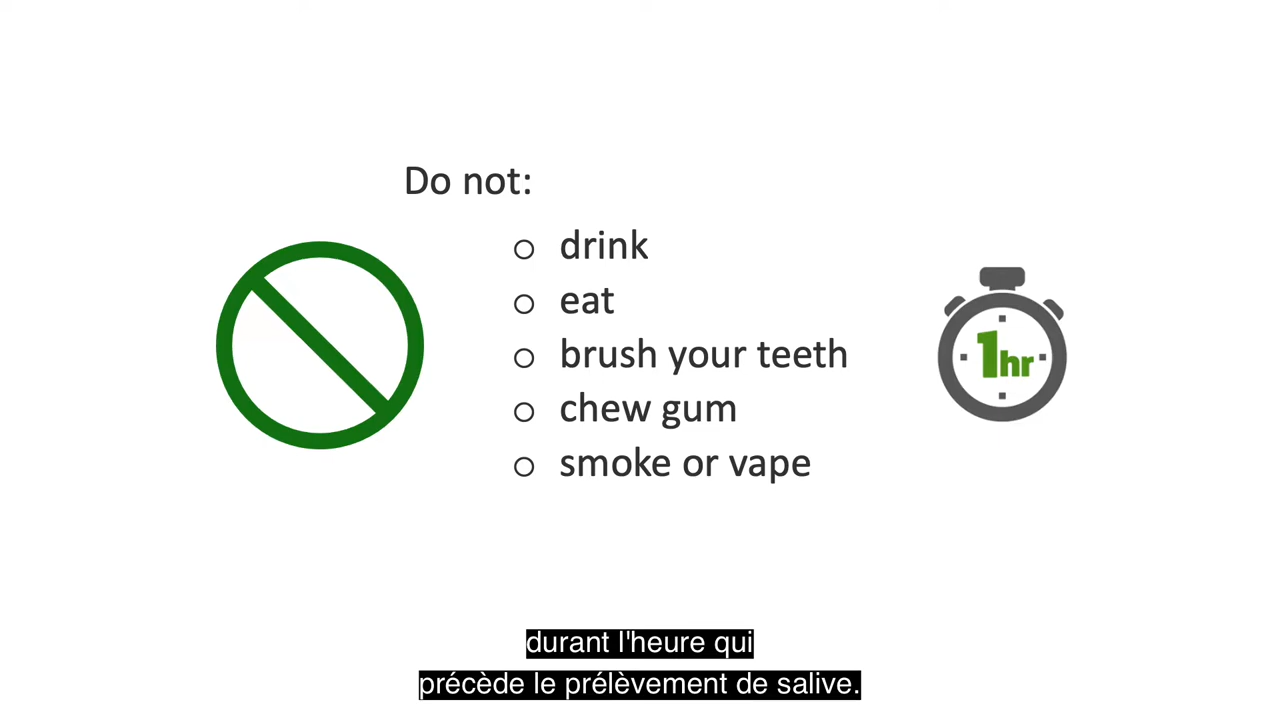 Do not:
o drink
o eat
o brush your teeth
o chew gum
o smoke or vape
1hr
durant l'heure qui
précède le prélèvement de salive.